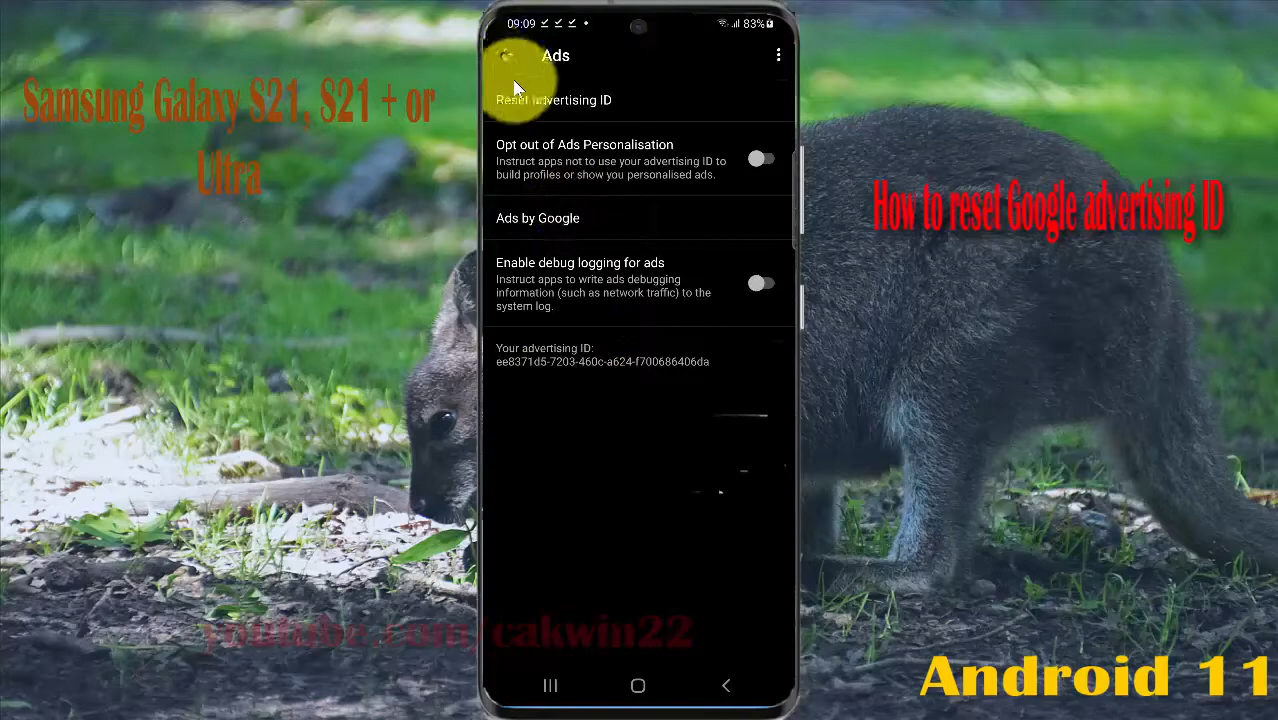 09:09
83%
Ads
Reset advertising ID
Opt out of Ads Personalisation
Instruct apps not to use your advertising ID to
build profiles or show you personalised ads.
Ads by Google
Enable debug logging for ads
Instruct apps to write ads debugging
information (such as network traffic) to the
system log.
Your advertising ID:
ee8371d5-7203-460c-a624-f700686406da
Samsung Galaxy S21, S21 + or
Ultra
How to reset Google advertising ID
youtube.com/cakwin22
Android 11